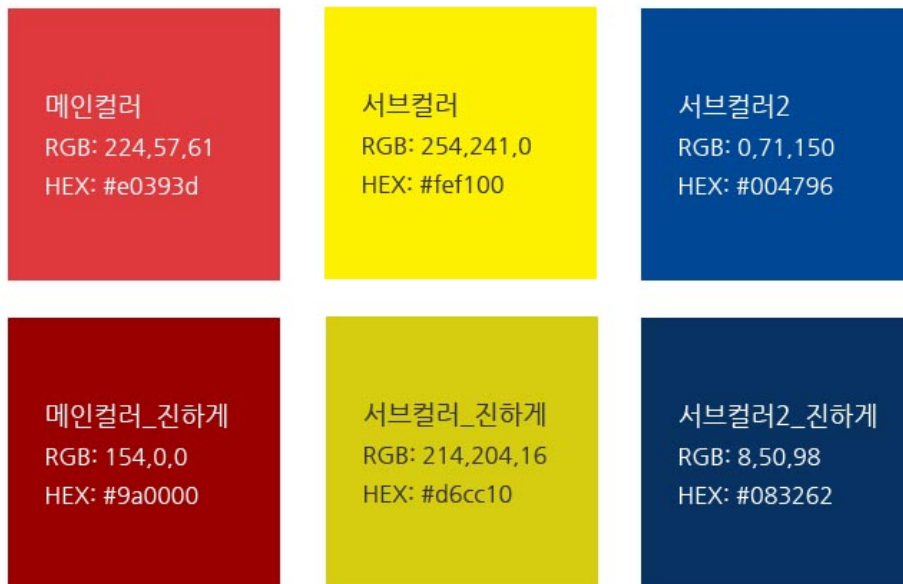 메인컬러
RGB: 224,57,61
HEX: #e0393d
서브컬러
RGB: 254,241,0
HEX: #fef100
서브컬러2
RGB: 0,71,150
HEX: #004796
메인컬러_진하게
RGB: 154,0,0
HEX: #9a0000
서브컬러_진하게
RGB: 214,204,16
HEX: #d6cc10
서브컬러2_진하게
RGB: 8,50,98
HEX: #083262